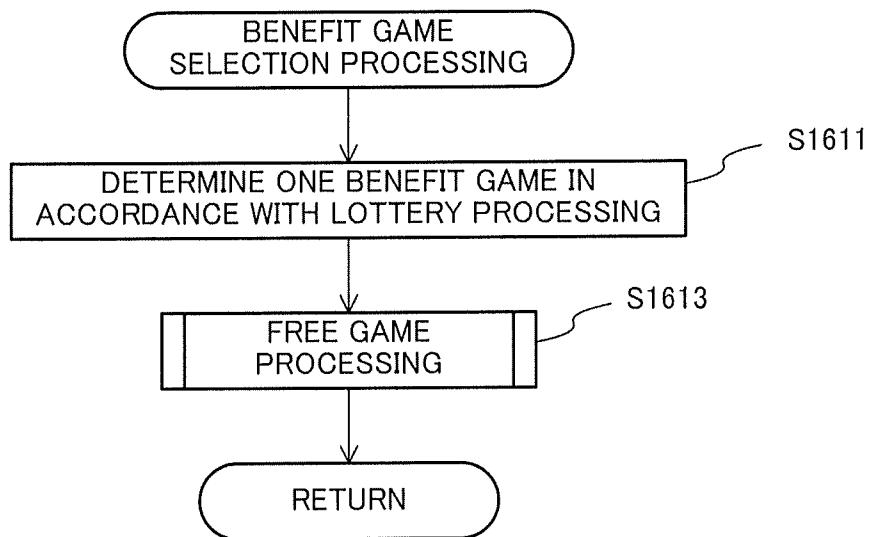 BENEFIT GAME
SELECTION PROCESSING
S1611
DETERMINE ONE BENEFIT GAME IN
ACCORDANCE WITH LOTTERY PROCESSING
S1613
FREE GAME
PROCESSING
RETURN